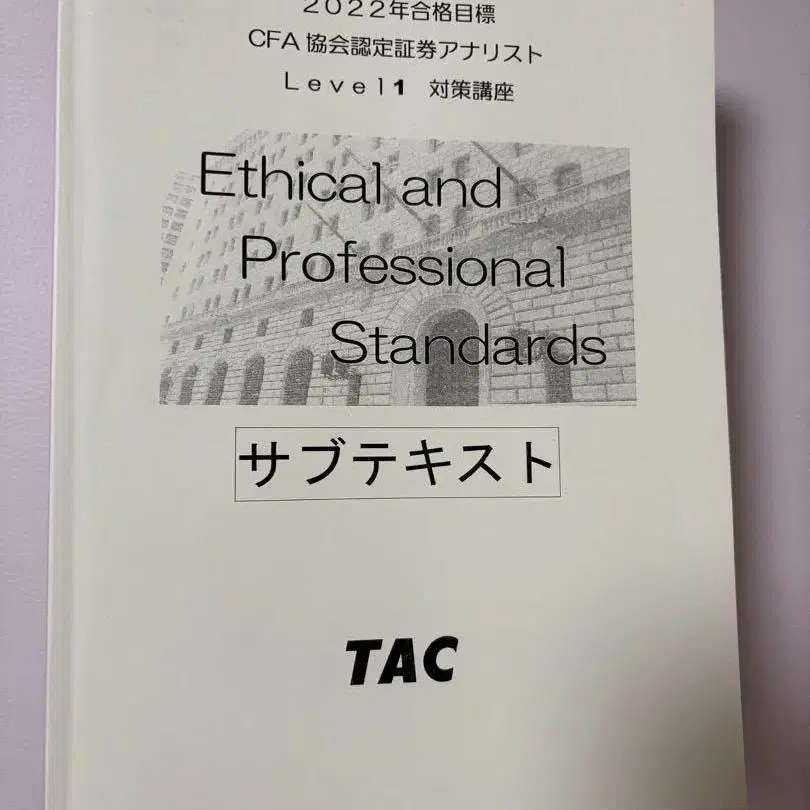 ２０２２年合格目標
CFA 協会認定証券アナリスト
Level1 対策講座
Ethical and
Professional
Standards
サブテキスト
TAC